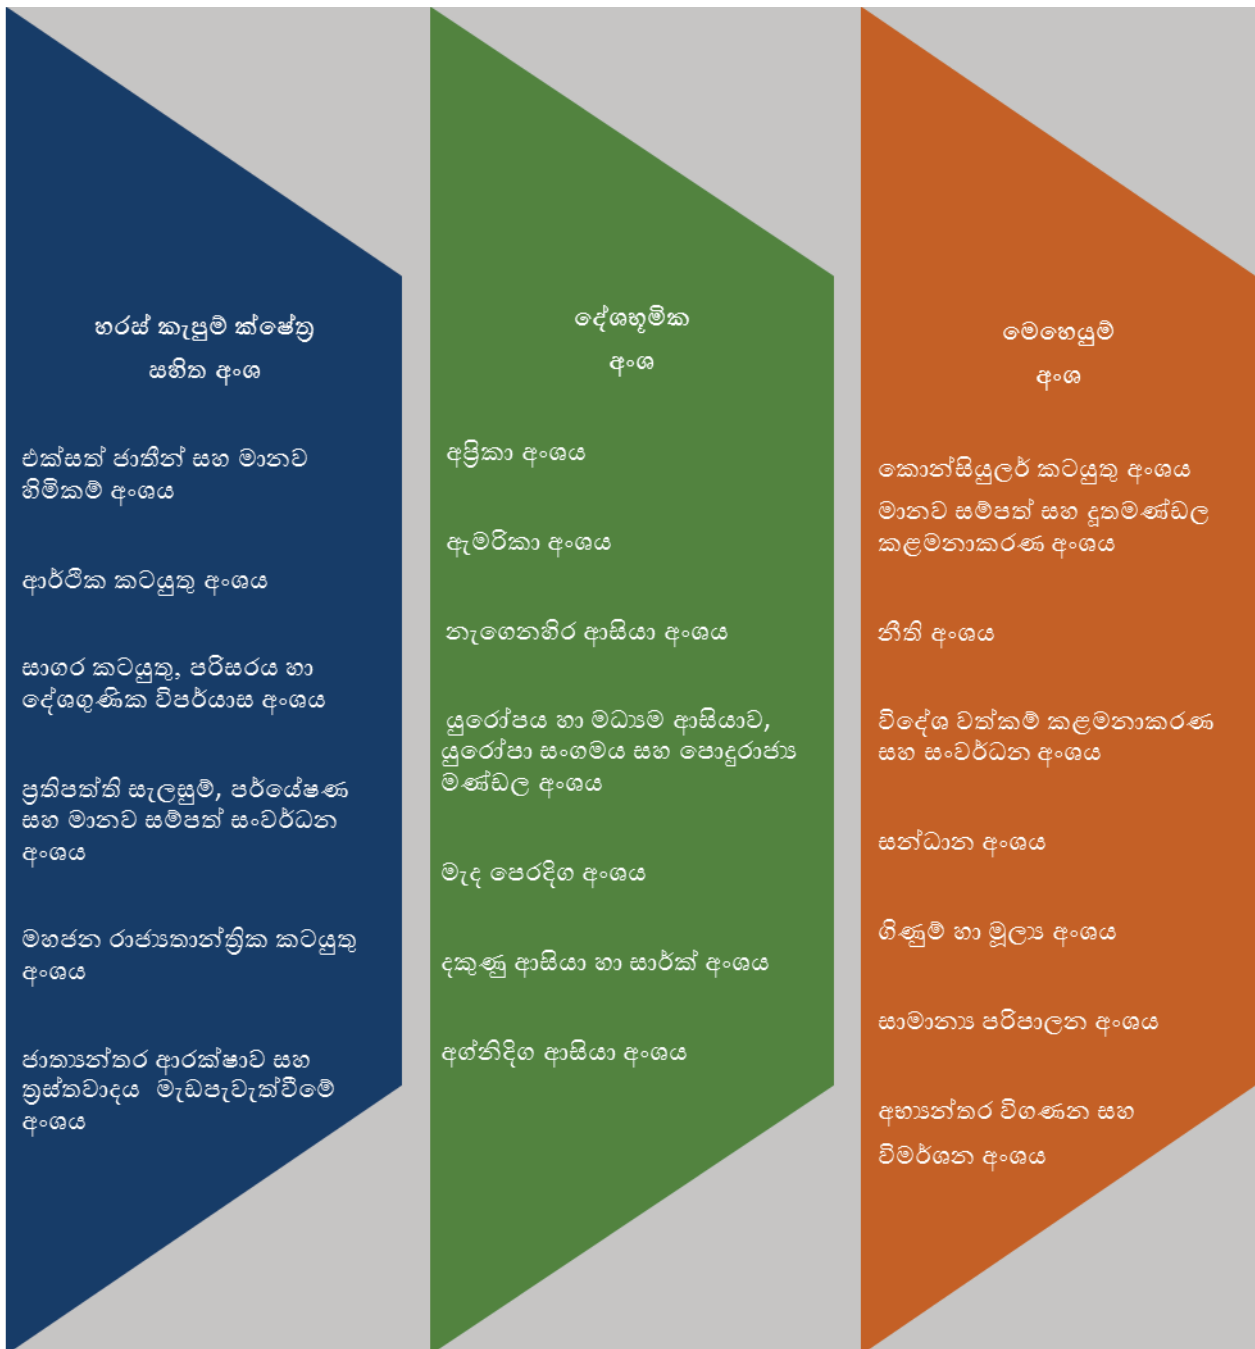 හරස් කැපුම් ක්ෂේත්‍ර
සහිත අංශ
එක්සත් ජාතීන් සහ මානව
හිමිකම් අංශය
ආර්ථික කටයුතු අංශය
සාගර කටයුතු, පරිසරය හා
දේශගුණික විපර්යාස අංශය
ප්‍රතිපත්ති සැලසුම්, පර්යේෂණ
සහ මානව සම්පත් සංවර්ධන
අංශය
මහජන රාජ්‍යතාන්ත්‍රික කටයුතු
අංශය
ජාත්‍යන්තර ආරක්ෂාව සහ
ත්‍රස්තවාදය  මැඩපැවැත්වීමේ
අංශය
දේශභූමික
අංශ
අප්‍රිකා අංශය
ඇමරිකා අංශය
නැගෙනහිර ආසියා අංශය
යුරෝපය හා මධ්‍යම ආසියාව,
යුරෝපා සංගමය සහ පොදුරාජ්‍ය
මණ්ඩල අංශය
මැද පෙරදිග අංශය
දකුණු ආසියා හා සාර්ක් අංශය
අග්නිදිග ආසියා අංශය
මෙහෙයුම්
අංශ
කොන්සියුලර් කටයුතු අංශය
මානව සම්පත් සහ දූතමණ්ඩල
කළමනාකරණ අංශය
නීති අංශය
විදේශ වත්කම් කළමනාකරණ
සහ සංවර්ධන අංශය
සන්ධාන අංශය
ගිණුම් හා මූල්‍ය අංශය
සාමාන්‍ය පරිපාලන අංශය
අභ්‍යන්තර විගණන සහ
විමර්ශන අංශය